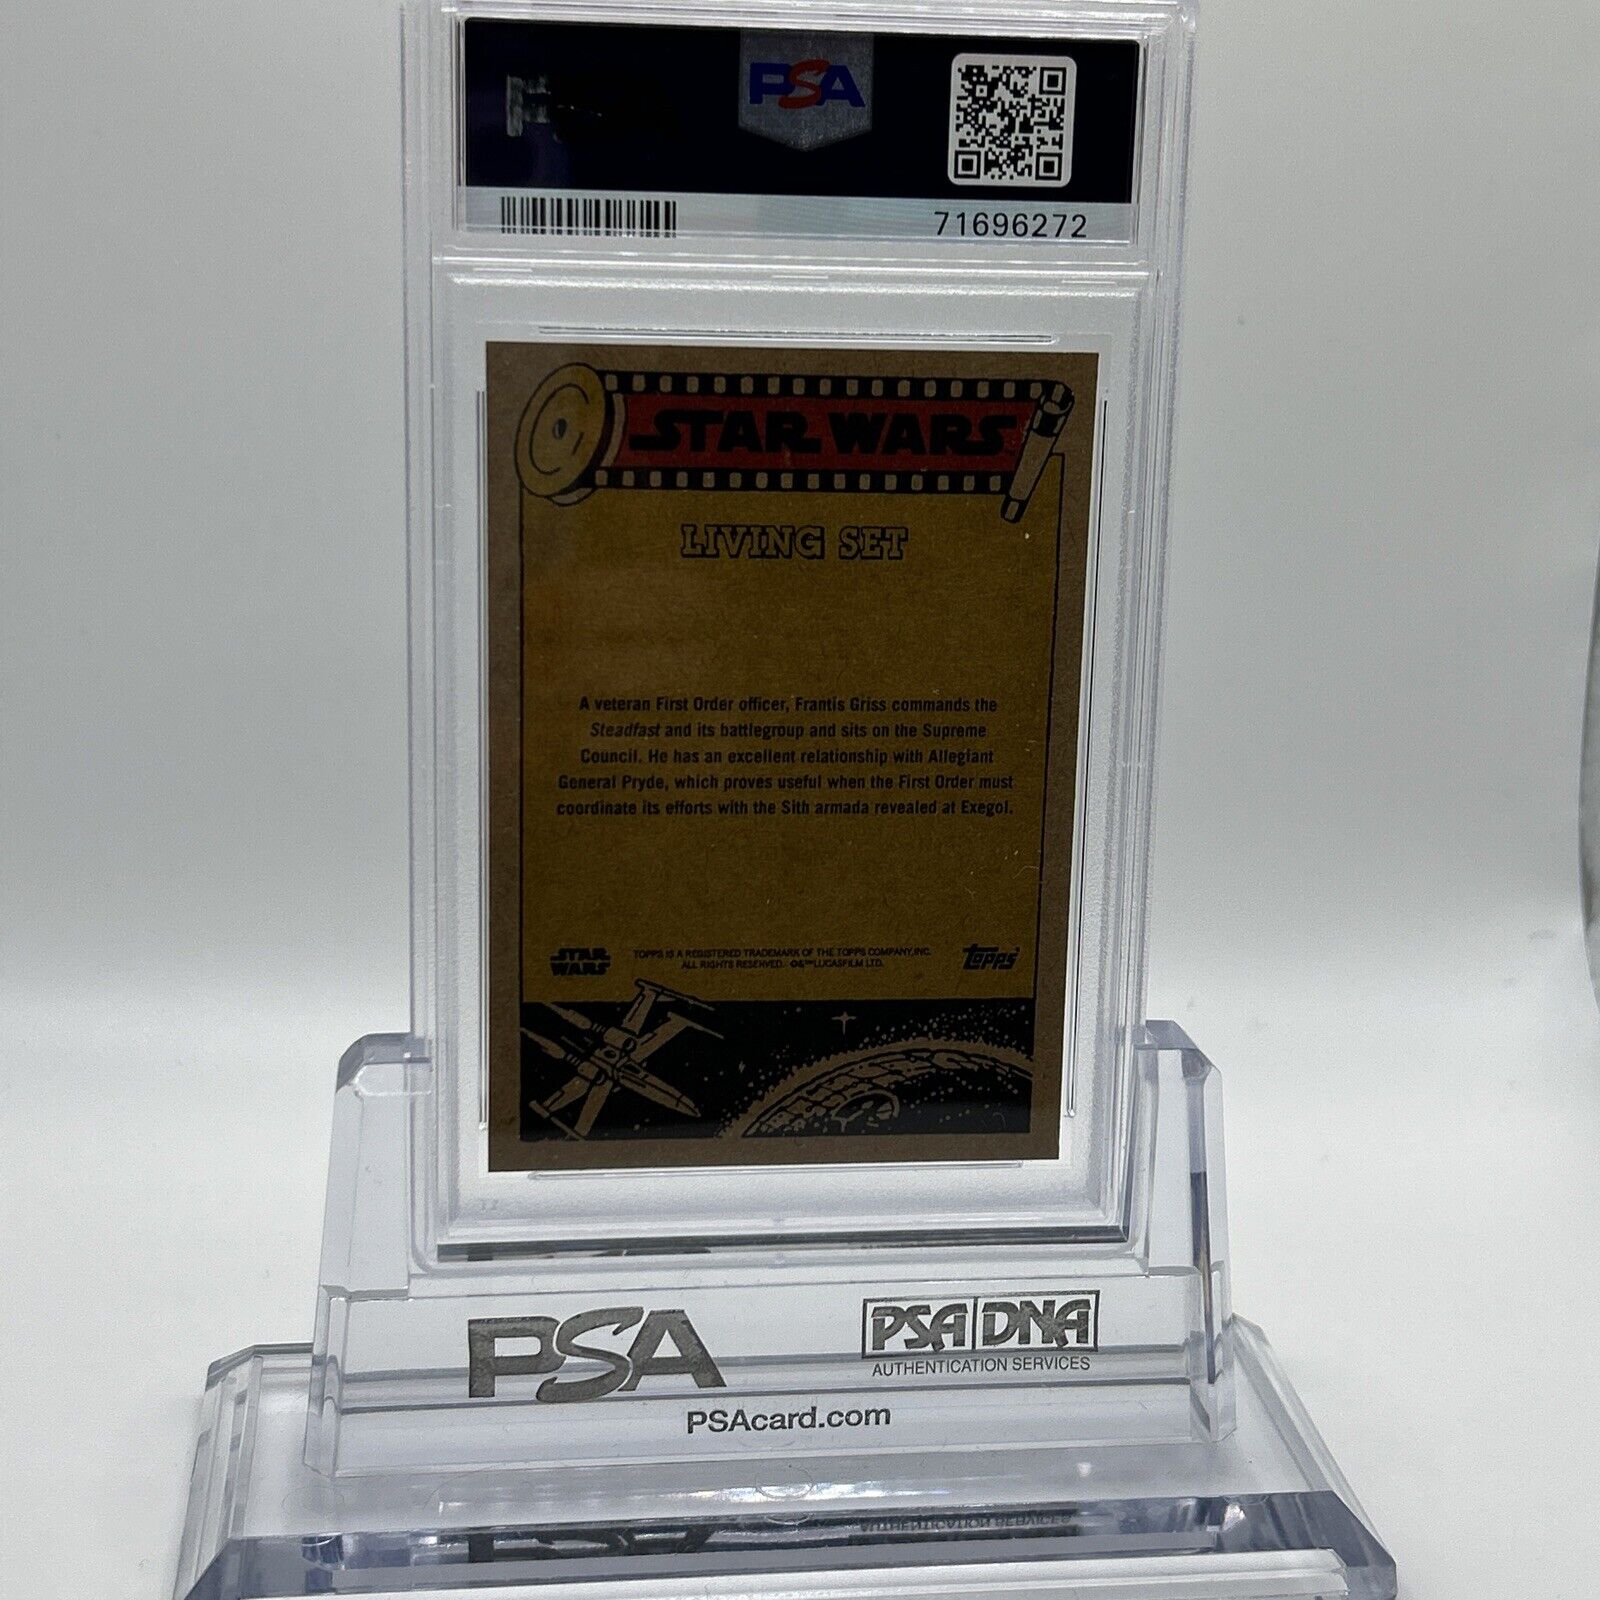 PSA
71696272
STAR WARS
LIVING SET
A veteran First Order officer, Frantis Griss commands the
Steadfast and its battlegroup and sits on the Supreme
Council. He has an excellent relationship with Allegiant
General Pryde, which proves useful when the First Order must
coordinate its efforts with the Sith armada revealed at Exegol.
STAR
WARS
TOPPS IS A REGISTERED TRADEMARK OF THE TOPPS COMPANY, INC.
ALL RIGHTS RESERVED. ©&™LUCASFILM LTD.
Topps
PSA
PSA DNA
AUTHENTICATION SERVICES
PSAcard.com